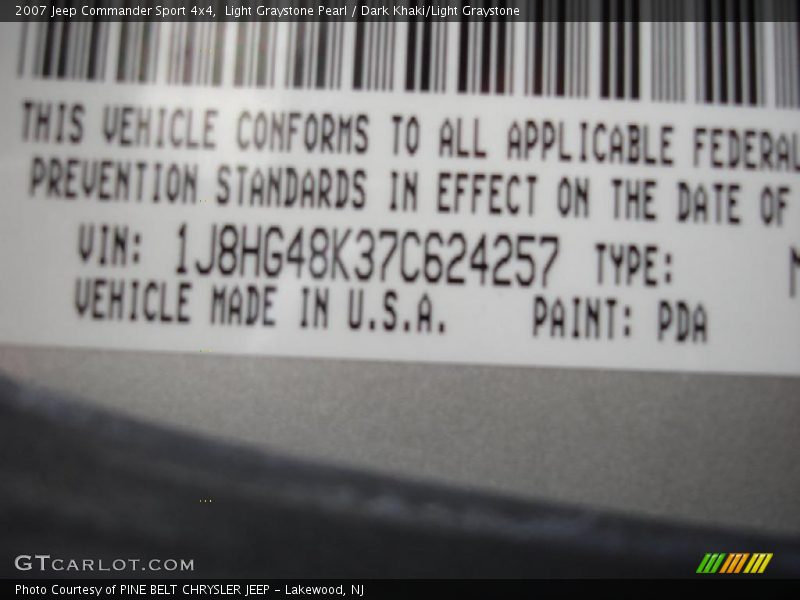 2007 Jeep Commander Sport 4x4,  Light Graystone Pearl / Dark Khaki/Light Graystone
THIS VEHICLE CONFORMS TO ALL APPLICABLE FEDERAL
PREVENTION STANDARDS IN EFFECT ON THE DATE OF
VIN: 1J8HG48K37C624257 TYPE: M
VEHICLE MADE IN U.S.A. PAINT: PDA
GTCARLOT.COM
Photo Courtesy of PINE BELT CHRYSLER JEEP - Lakewood, NJ